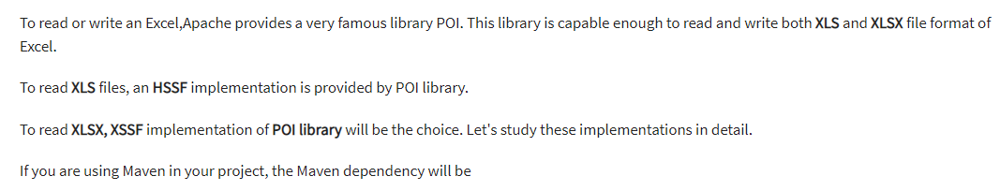 To read or write an Excel,Apache provides a very famous library POI. This library is capable enough to read and write both XLS and XLSX file format of
Excel.
To read XLS files, an HSSF implementation is provided by POI library.
To read XLSX, XSSF implementation of POI library will be the choice. Let's study these implementations in detail.
If you are using Maven in your project, the Maven dependency will be